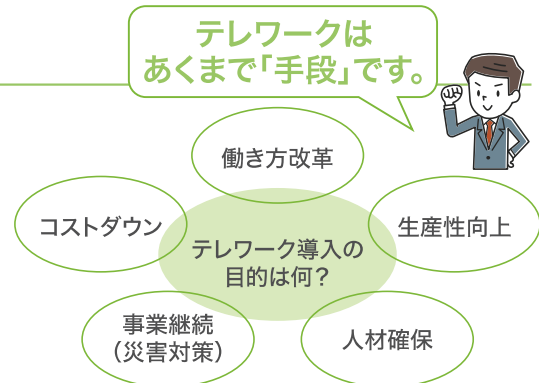 テレワークは
あくまで「手段」です。
働き方改革
コストダウン
生産性向上
テレワーク導入の
目的は何？
事業継続
（災害対策）
人材確保